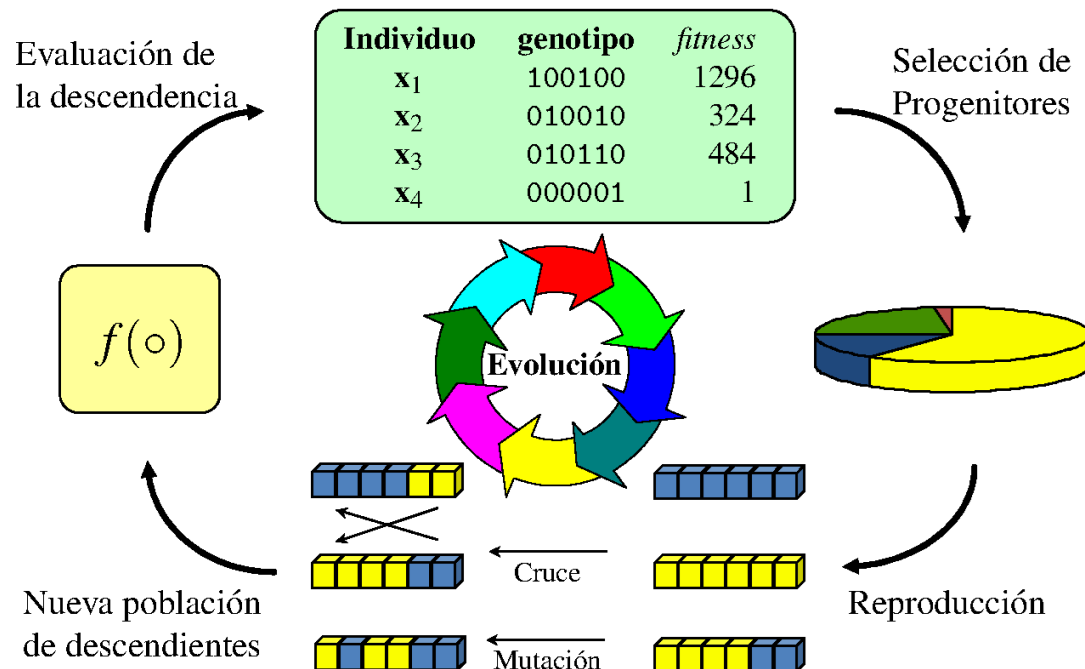 Individuo genotipo fitness
x1 100100 1296
x2 010010 324
x3 010110 484
x4 000001 1
Evaluación de
la descendencia
Selección de
Progenitores
f(∘)
Evolución
Cruce
Mutación
Reproducción
Nueva población
de descendientes